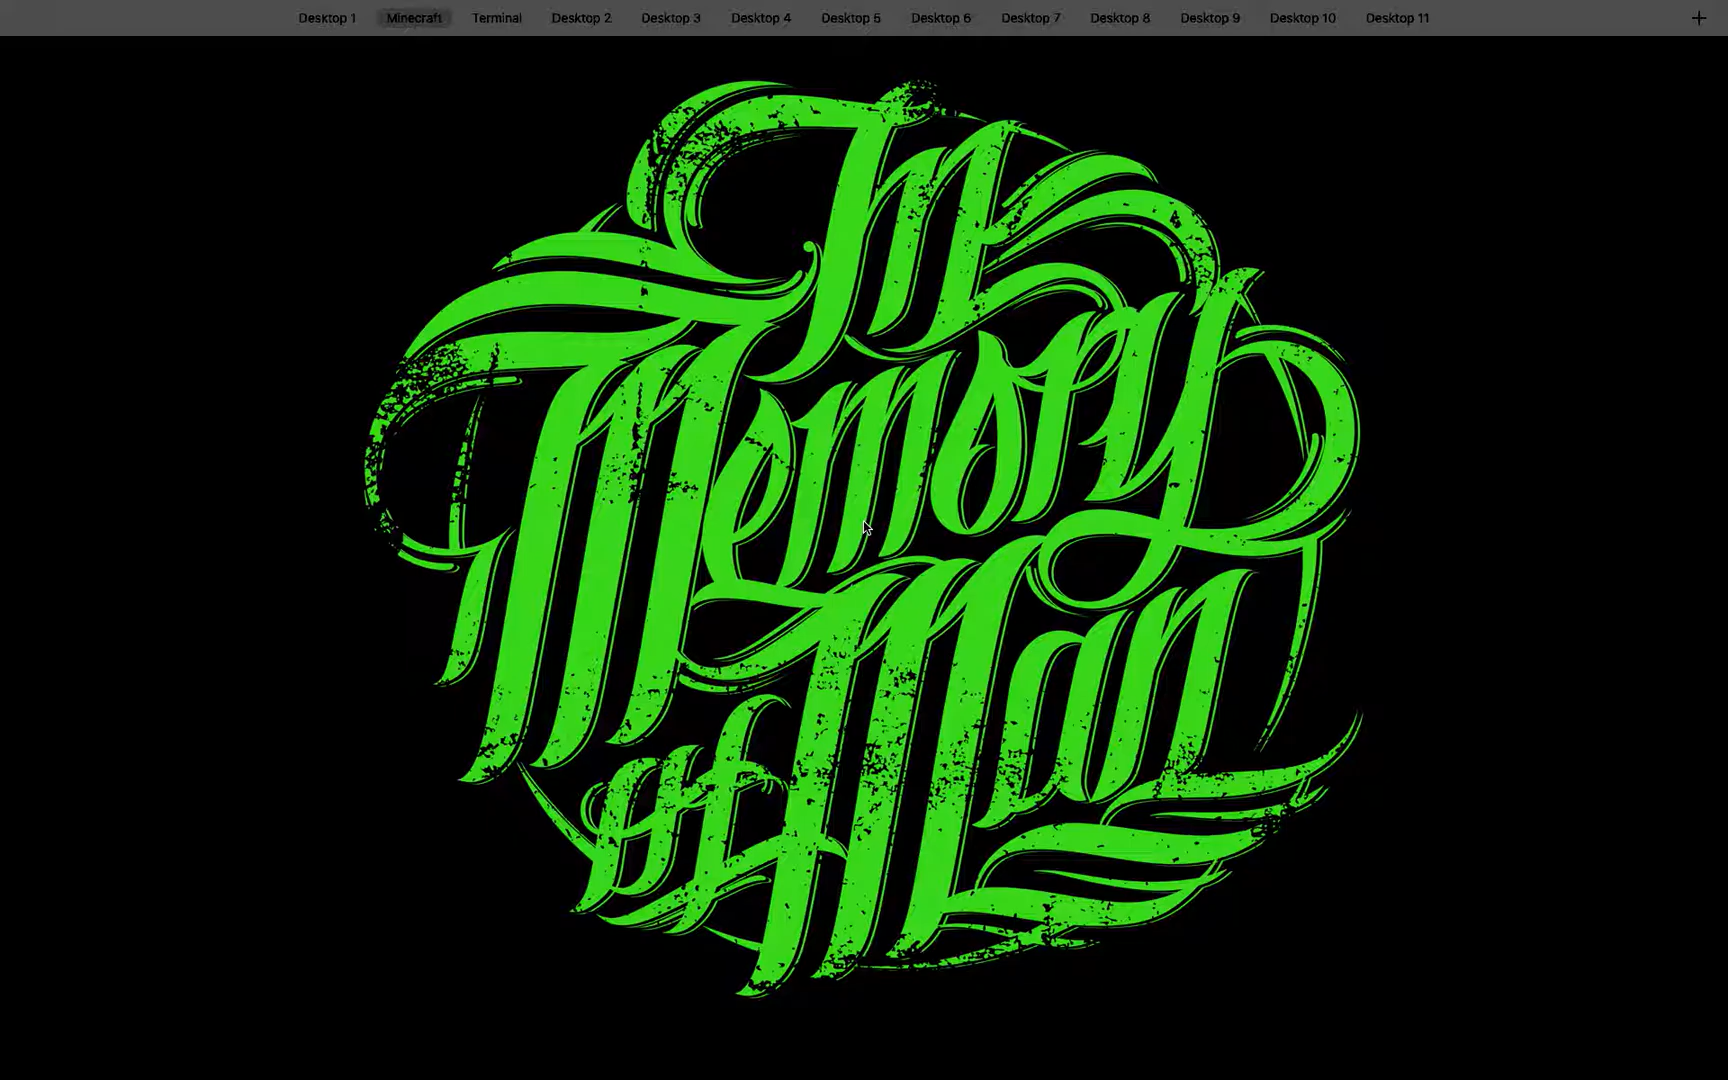 Desktop 1 Minecraft Terminal Desktop 2 Desktop 3 Desktop 4 Desktop 5 Desktop 6 Desktop 7 Desktop 8 Desktop 9 Desktop 10 Desktop 11
In
Memory
of Man